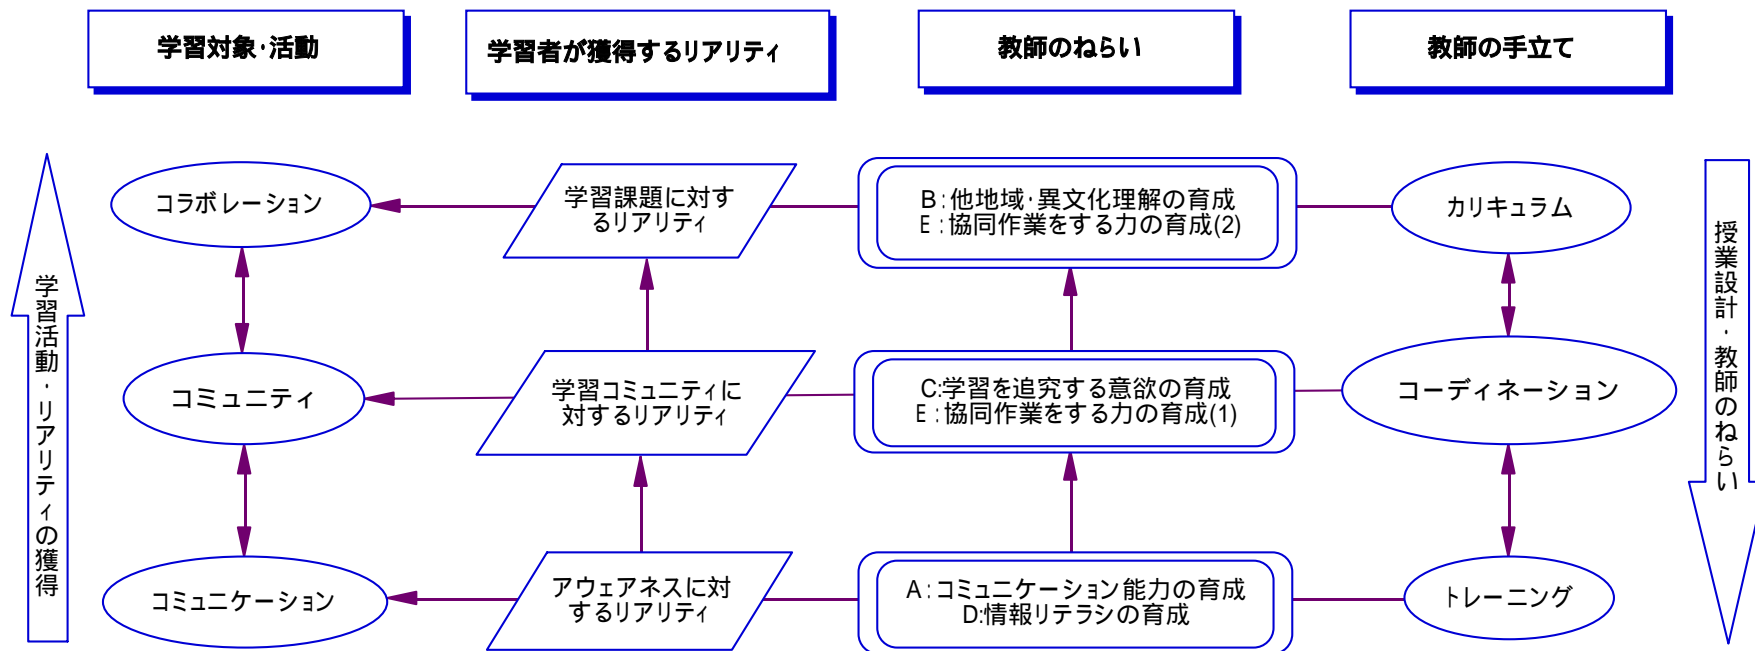 学習対象・活動
学習者が獲得するリアリティ
教師のねらい
教師の手立て
コラボレーション
学習課題に対す
るリアリティ
B:他地域・異文化理解の育成
E:協同作業をする力の育成(2)
カリキュラム
学習活動・リアリティの獲得
授業設計・教師のねらい
コミュニティ
学習コミュニティに
対するリアリティ
C:学習を追究する意欲の育成
E:協同作業をする力の育成(1)
コーディネーション
コミュニケーション
アウェアネスに対
するリアリティ
A:コミュニケーション能力の育成
D:情報リテラシの育成
トレーニング